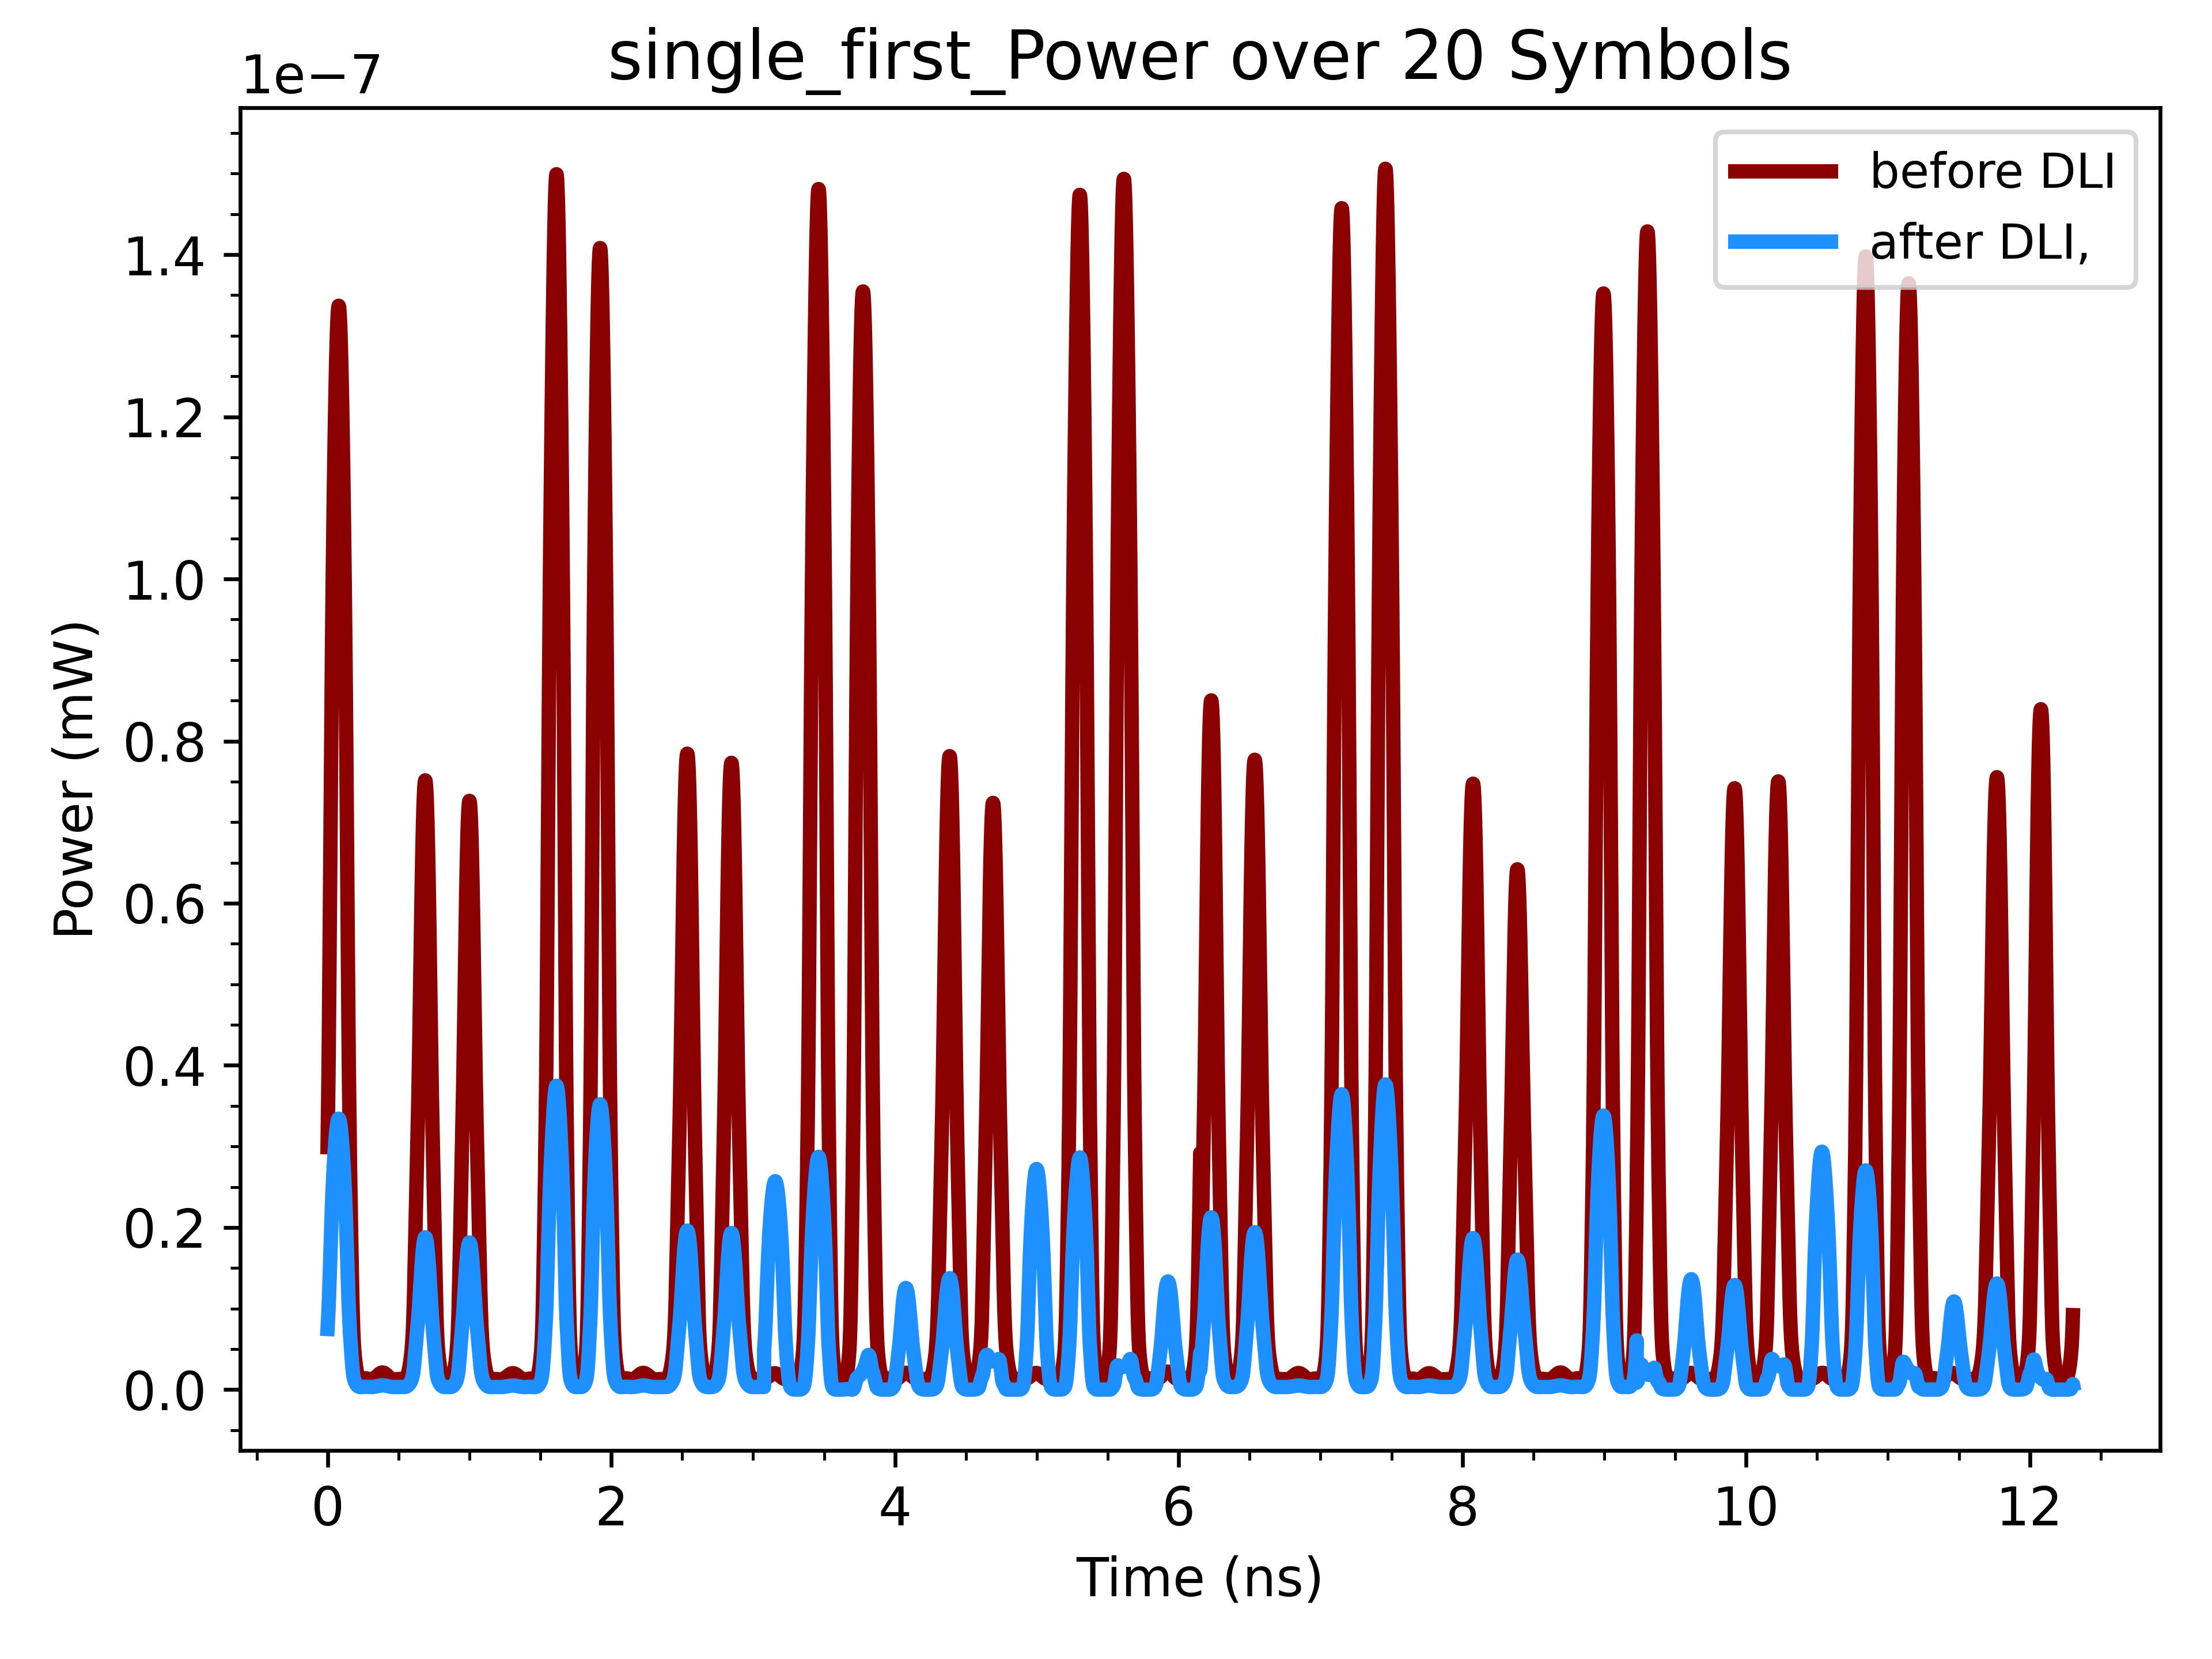 single_first_Power over 20 Symbols
1e−7
before DLI
after DLI,
1.4
1.2
1.0
0.8
0.6
0.4
0.2
0.0
Power (mW)
0 2 4 6 8 10 12
Time (ns)